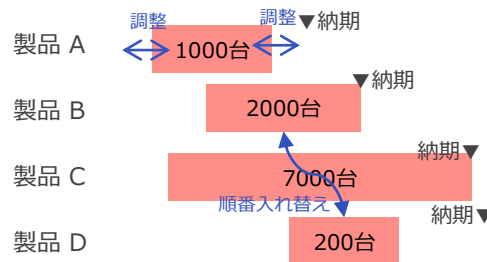 調整
調整
▼納期
製品 A
1000台
▼納期
製品 B
2000台
納期▼
製品 C
7000台
順番入れ替え
納期▼
製品 D
200台